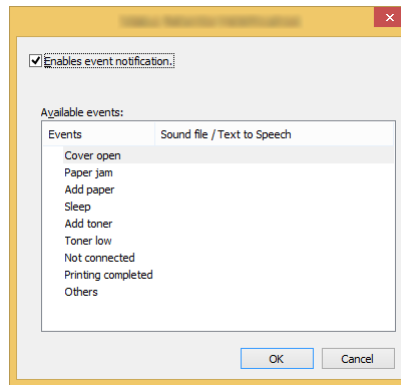 Enables event notification.
Available events:
Events Sound file / Text to Speech
Cover open
Paper jam
Add paper
Sleep
Add toner
Toner low
Not connected
Printing completed
Others
OK Cancel